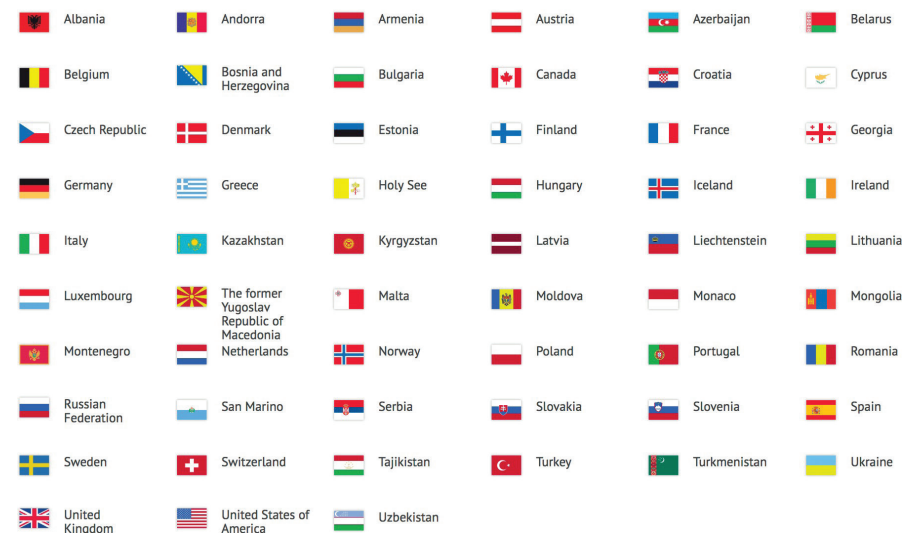 Albania
Andorra
Armenia
Austria
Azerbaijan
Belarus
Belgium
Bosnia and
Herzegovina
Bulgaria
Canada
Croatia
Cyprus
Czech Republic
Denmark
Estonia
Finland
France
Georgia
Germany
Greece
Holy See
Hungary
Iceland
Ireland
Italy
Kazakhstan
Kyrgyzstan
Latvia
Liechtenstein
Lithuania
Luxembourg
The former
Yugoslav
Republic of
Macedonia
Malta
Moldova
Monaco
Mongolia
Montenegro
Netherlands
Norway
Poland
Portugal
Romania
Russian
Federation
San Marino
Serbia
Slovakia
Slovenia
Spain
Sweden
Switzerland
Tajikistan
Turkey
Turkmenistan
Ukraine
United
Kingdom
United States of
America
Uzbekistan